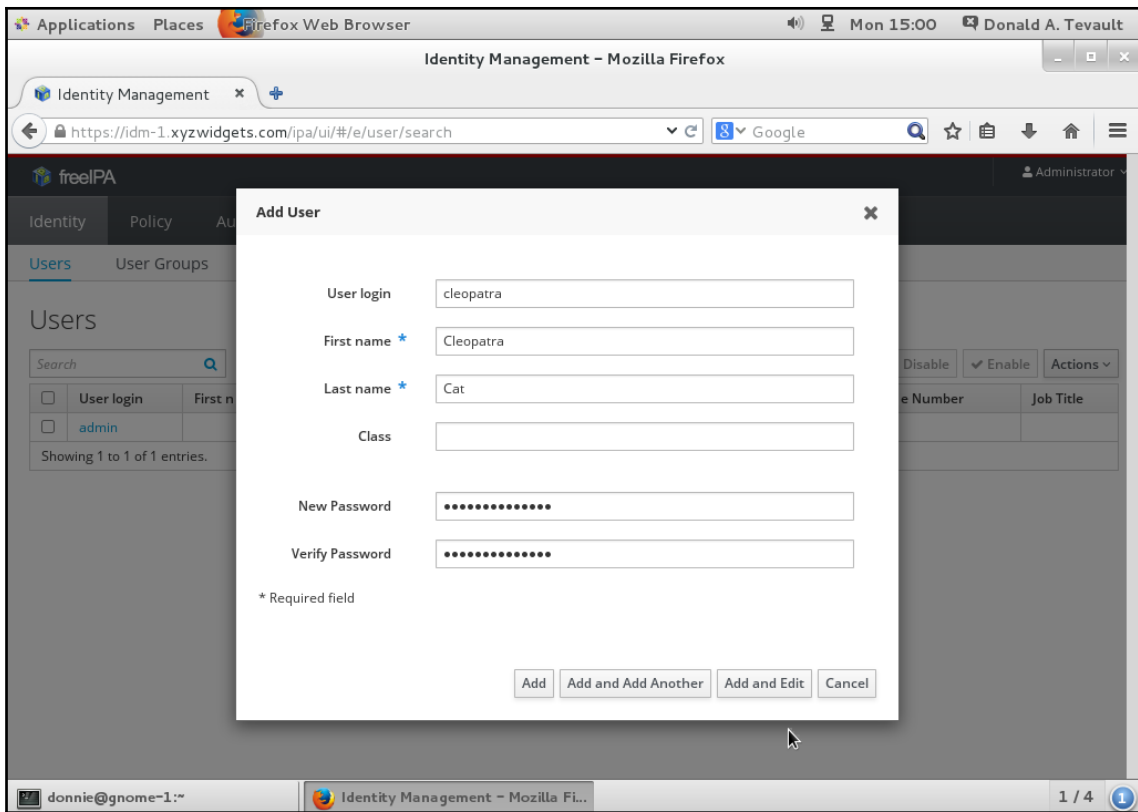 Applications Places Firefox Web Browser Mon 15:00 Donald A. Tevault
Identity Management - Mozilla Firefox
Identity Management
https://idm-1.xyzwidgets.com/ipa/ui/#/e/user/search Google
freeIPA Administrator
Identity Policy Au
Users User Groups
Users
Search Disable Enable Actions
User login First n e Number Job Title
admin
Showing 1 to 1 of 1 entries.
Add User
User login cleopatra
First name * Cleopatra
Last name * Cat
Class
New Password ••••••••••••••
Verify Password ••••••••••••••
* Required field
Add Add and Add Another Add and Edit Cancel
donnie@gnome-1:~ Identity Management - Mozilla Fi... 1 / 4 1